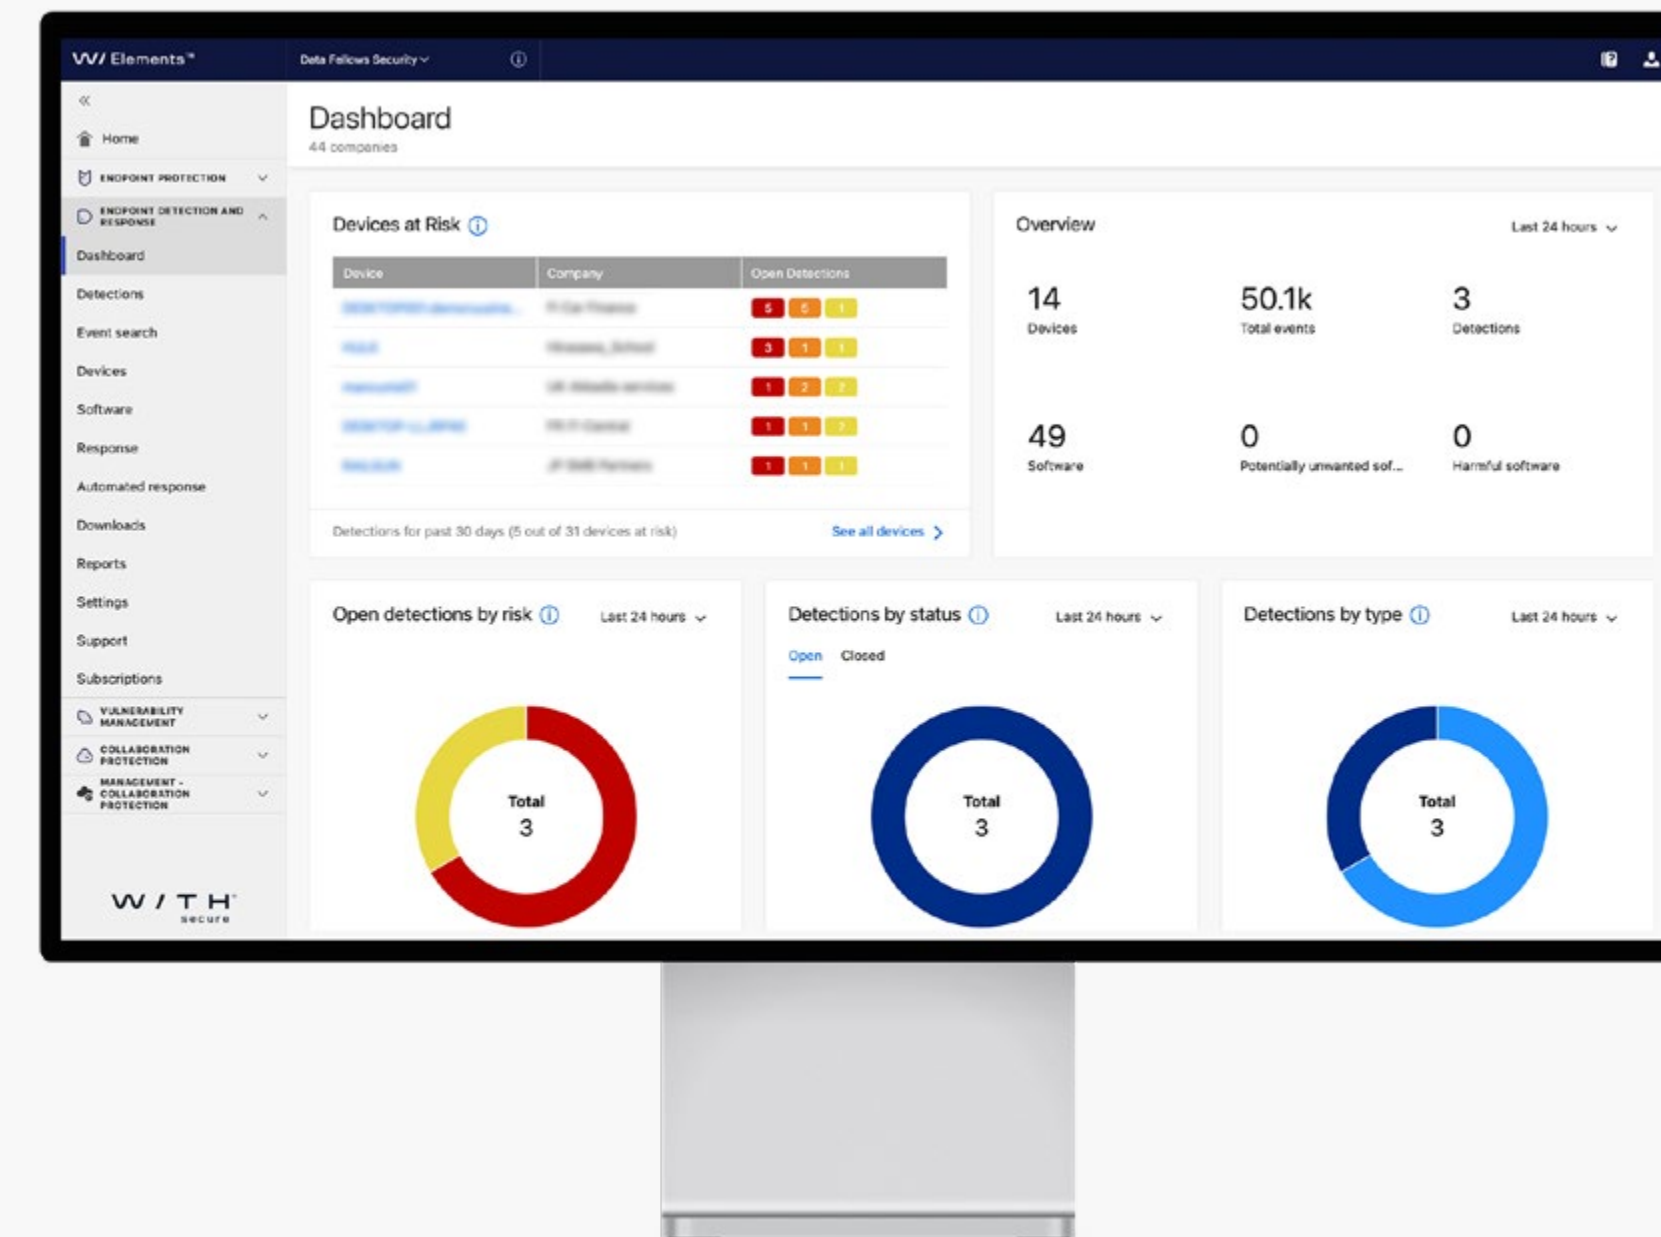 W/ Elements™
Data Fellows Security
Home
ENDPOINT PROTECTION
ENDPOINT DETECTION AND
RESPONSE
Dashboard
Detections
Event search
Devices
Software
Response
Automated response
Downloads
Reports
Settings
Support
Subscriptions
VULNERABILITY
MANAGEMENT
COLLABORATION
PROTECTION
MANAGEMENT -
COLLABORATION
PROTECTION
W / T H
secure
Dashboard
44 companies
Devices at Risk
Device Company Open Detections
5 5 1
3 1 1
1 2 2
1 1 2
1 1 1
Detections for past 30 days (5 out of 31 devices at risk) See all devices
Overview Last 24 hours
14 50.1k 3
Devices Total events Detections
49 0 0
Software Potentially unwanted sof... Harmful software
Open detections by risk Last 24 hours
Total
3
Detections by status Last 24 hours
Open Closed
Total
3
Detections by type Last 24 hours
Total
3